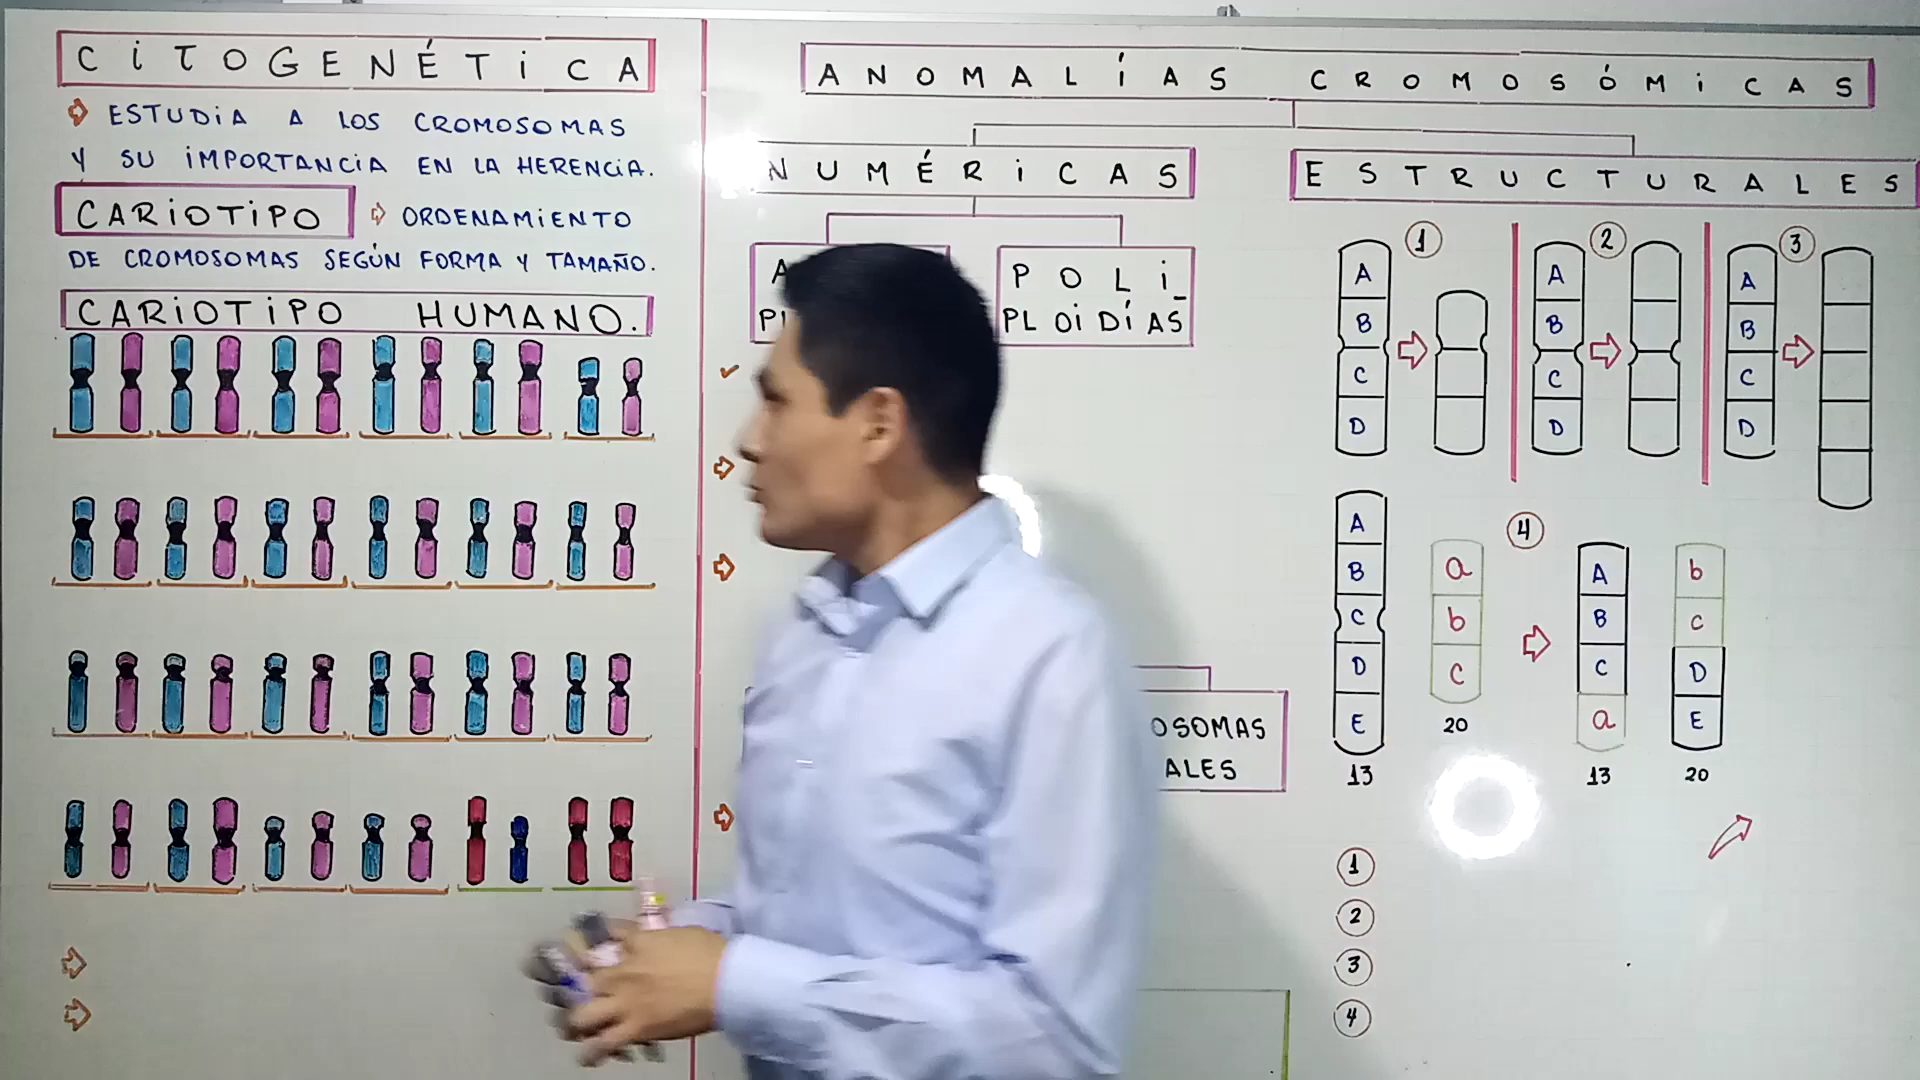 CiTOGENÉTiCA
ESTUDiA A LOS CROMOSOMAS
Y SU iMPORTANCiA EN LA HERENCiA.
CARiOTiPO ORDENAMiENTO
DE CROMOSOMAS SEGÚN FORMA Y TAMAÑO.
CARiOTiPO HUMANO.
ANOMALÍAS CROMOSÓMiCAS
NUMÉRiCAS
POLi_
PLOiDÍAS
OSOMAS
ALES
ESTRUCTURALES
1 2 3
A A A
B B B
C C C
D D D
4
A
B a A b
C b B c
D c C D
E a E
20
13 13 20
1
2
3
4